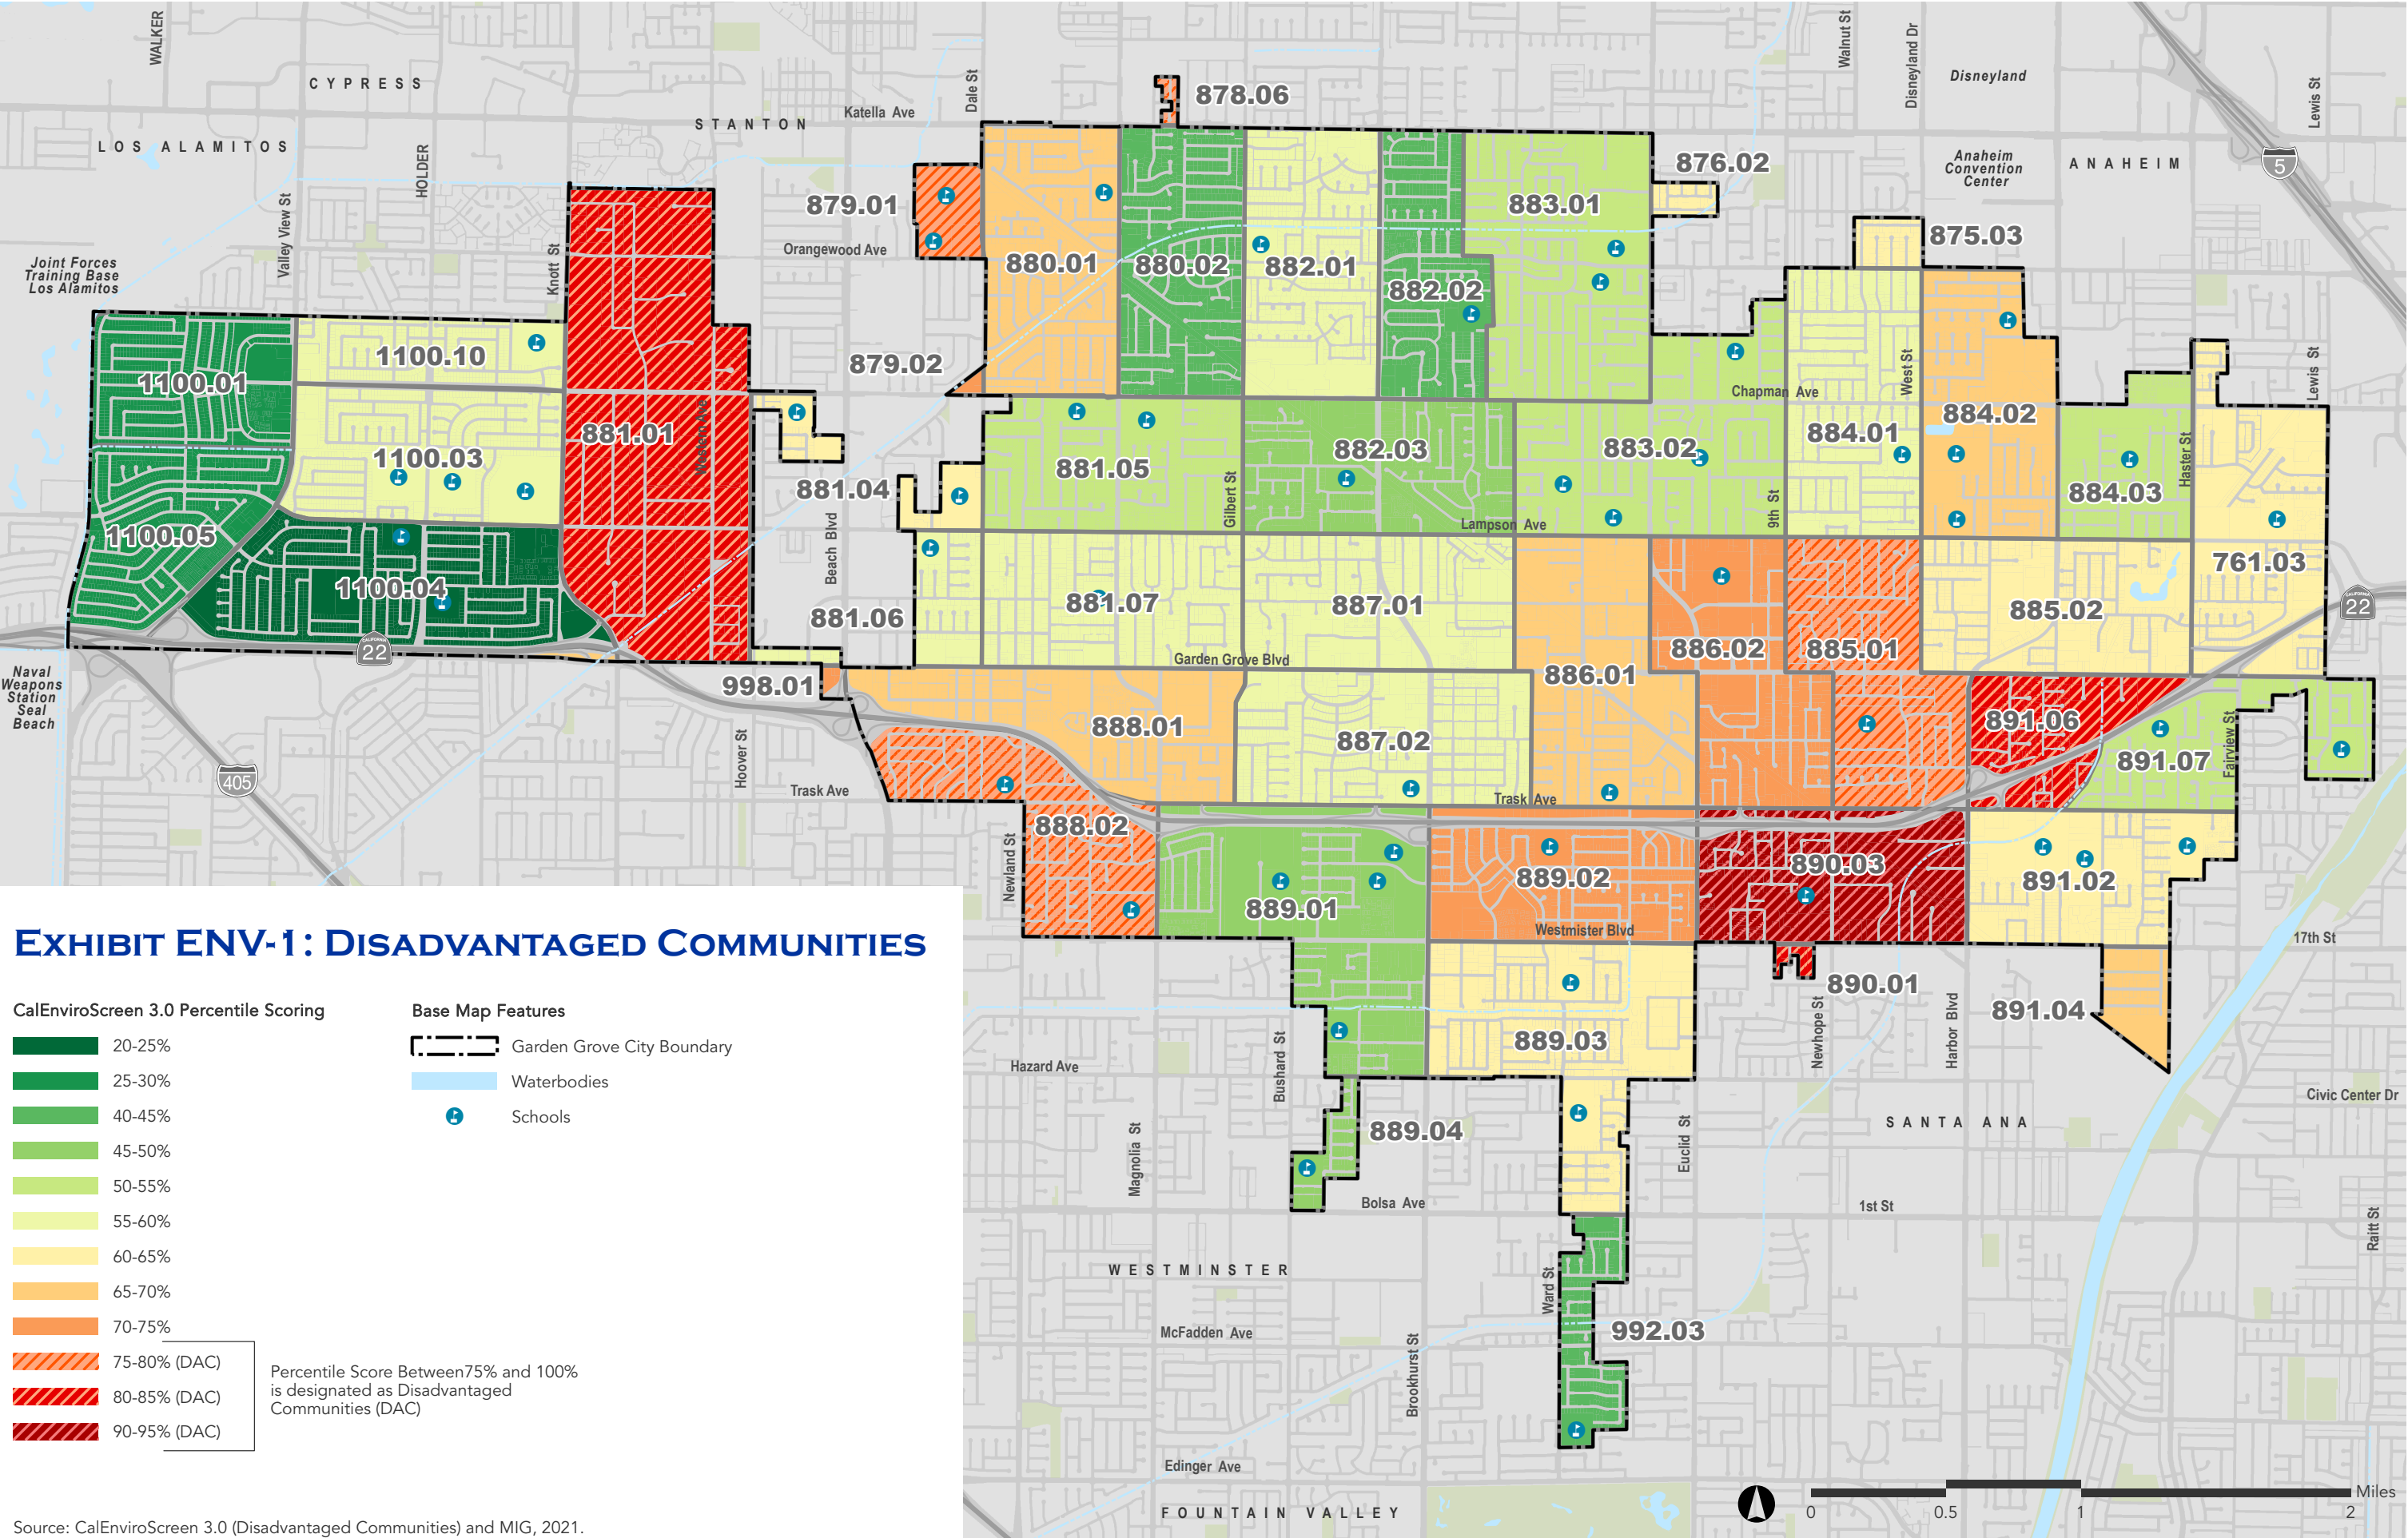 WALKER
CYPRESS
LOS ALAMITOS
HOLDER
Valley View St
Knott St
STANTON
Katella Ave
Dale St
878.06
Walnut St
Disneyland Dr
Disneyland
Lewis St
Anaheim
Convention
Center
ANAHEIM
5
876.02
879.01
Orangewood Ave
880.01
880.02
882.01
882.02
883.01
875.03
Joint Forces
Training Base
Los Alamitos
1100.01
1100.10
1100.03
881.01
879.02
Chapman Ave
West St
884.02
Lewis St
1100.05
1100.04
881.04
Beach Blvd
881.05
Gilbert St
882.03
Lampson Ave
883.02
9th St
884.01
884.03
Haster St
761.03
22
881.06
881.07
887.01
Garden Grove Blvd
886.01
886.02
885.01
885.02
22
Naval
Weapons
Station
Seal
Beach
405
998.01
Hoover St
Trask Ave
888.01
887.02
Trask Ave
891.06
891.07
Fairview St
Newland St
888.02
889.01
889.02
Westmister Blvd
890.03
891.02
17th St
890.01
891.04
Newhope St
Harbor Blvd
889.03
Hazard Ave
Bushard St
Magnolia St
889.04
Euclid St
SANTA ANA
Civic Center Dr
Bolsa Ave
1st St
Raitt St
WESTMINSTER
Ward St
McFadden Ave
Brookhurst St
992.03
Edinger Ave
FOUNTAIN VALLEY
0 0.5 1 2 Miles
EXHIBIT ENV-1: DISADVANTAGED COMMUNITIES
CalEnviroScreen 3.0 Percentile Scoring
20-25%
25-30%
40-45%
45-50%
50-55%
55-60%
60-65%
65-70%
70-75%
75-80% (DAC)
80-85% (DAC)
90-95% (DAC)
Percentile Score Between75% and 100%
is designated as Disadvantaged
Communities (DAC)
Base Map Features
Garden Grove City Boundary
Waterbodies
Schools
Source: CalEnviroScreen 3.0 (Disadvantaged Communities) and MIG, 2021.